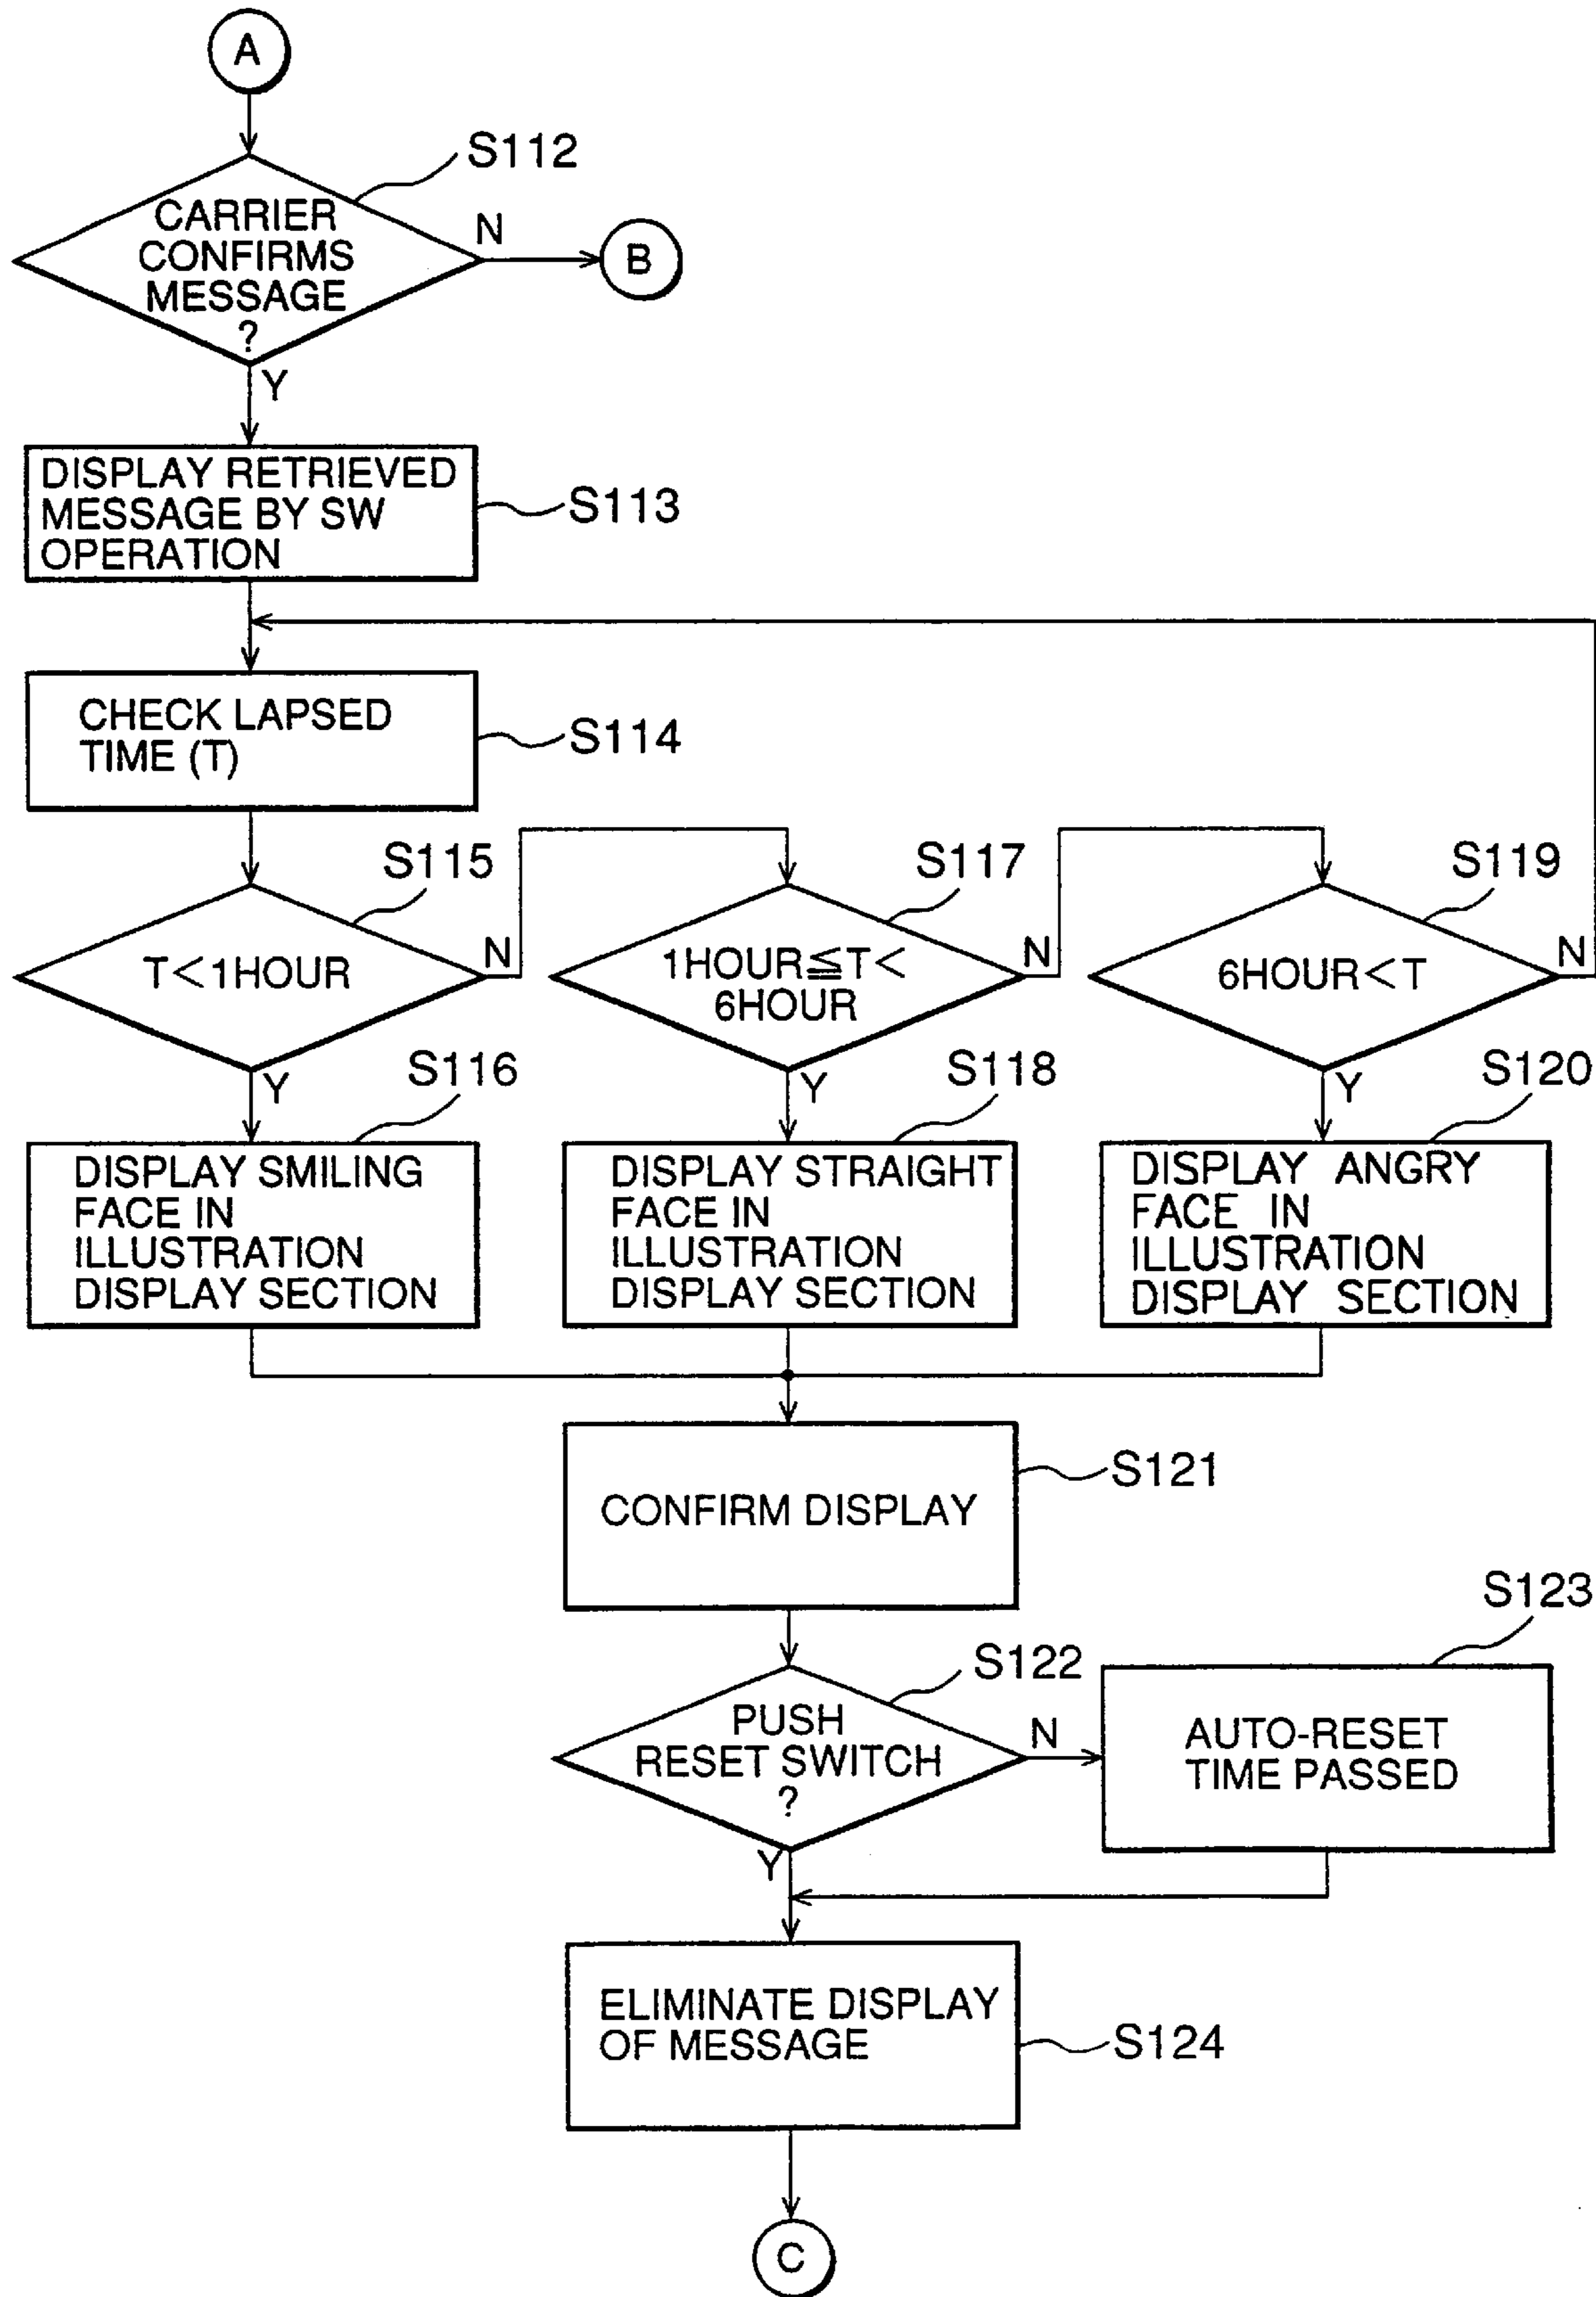 A
S112
CARRIER
CONFIRMS
MESSAGE
?
N
B
Y
DISPLAY RETRIEVED
MESSAGE BY SW
OPERATION
S113
CHECK LAPSED
TIME (T)
S114
S115
T<1HOUR
N
Y
S117
1HOUR≦T<
6HOUR
N
Y
S119
6HOUR<T
N
Y
S116
DISPLAY SMILING
FACE IN
ILLUSTRATION
DISPLAY SECTION
S118
DISPLAY STRAIGHT
FACE IN
ILLUSTRATION
DISPLAY SECTION
S120
DISPLAY ANGRY
FACE IN
ILLUSTRATION
DISPLAY SECTION
CONFIRM DISPLAY
S121
S122
PUSH
RESET SWITCH
?
N
Y
S123
AUTO-RESET
TIME PASSED
ELIMINATE DISPLAY
OF MESSAGE
S124
C